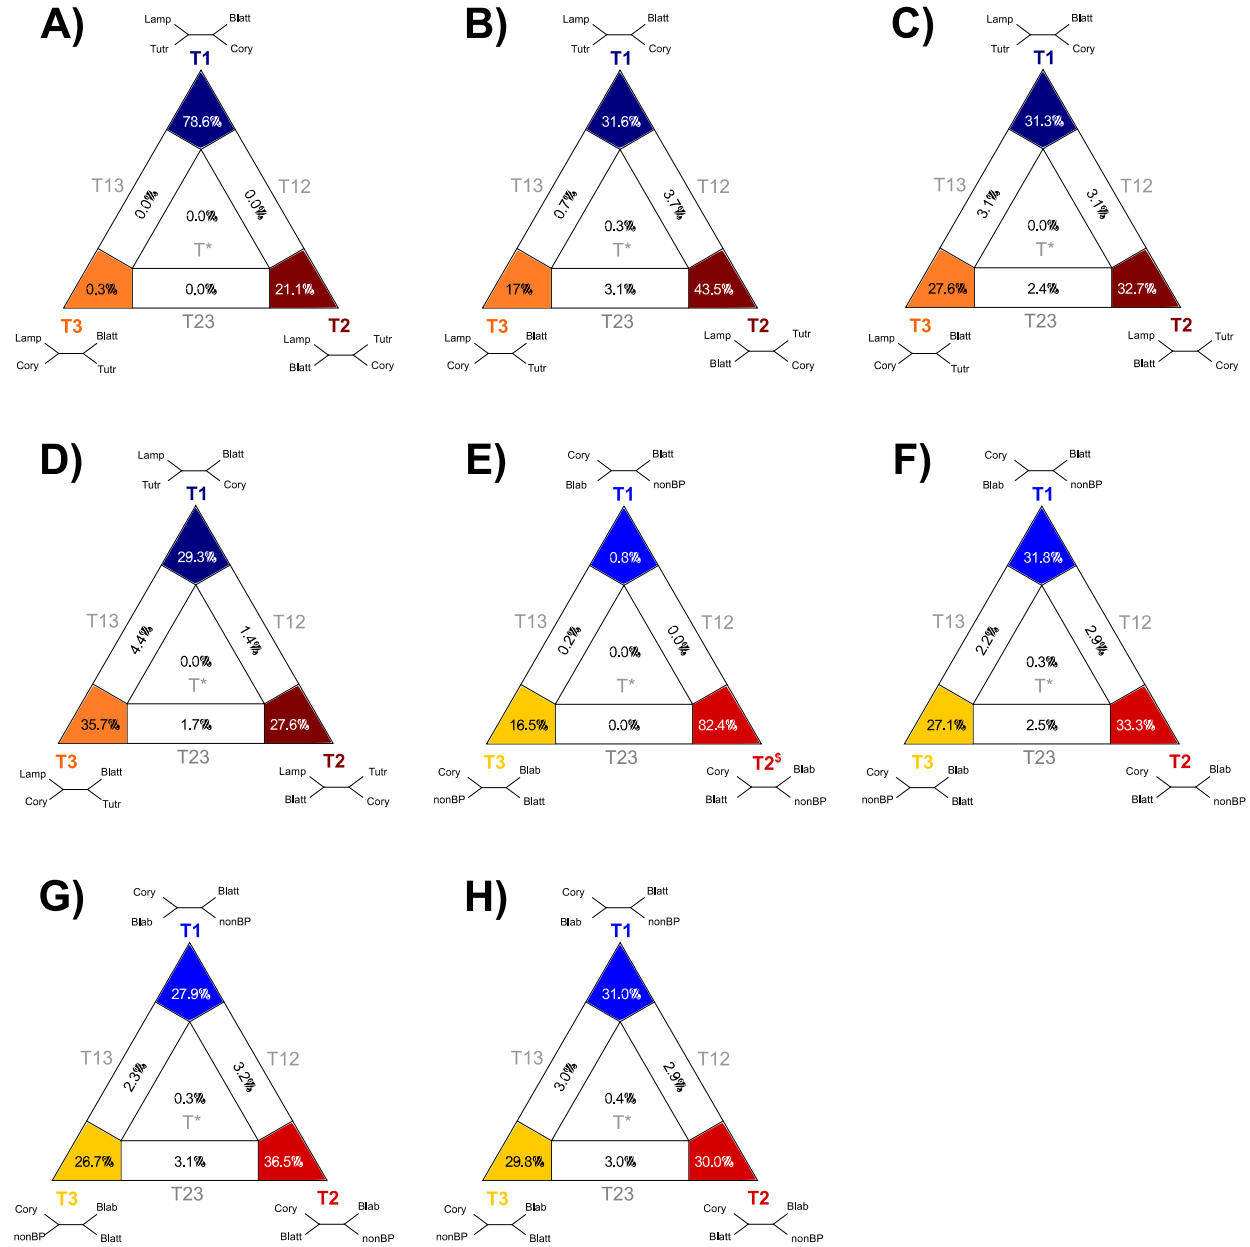 A) B) C)
Lamp Blatt Lamp Blatt Lamp Blatt
Tutr Cory Tutr Cory Tutr Cory
T1 T1 T1
78.6% 31.6% 31.3%
T13 T12 T13 T12 T13 T12
0.0% 0.0% 0.7% 3.7% 3.1% 3.1%
0.0% 0.3% 0.0%
T* T* T*
0.3% 0.0% 21.1% 17% 3.1% 43.5% 27.6% 2.4% 32.7%
T3 T23 T2 T3 T23 T2 T3 T23 T2
Lamp Blatt Lamp Tutr Lamp Blatt Lamp Tutr Lamp Blatt Lamp Tutr
Cory Tutr Blatt Cory Cory Tutr Blatt Cory Cory Tutr Blatt Cory
D) E) F)
Lamp Blatt Cory Blatt Cory Blatt
Tutr Cory Blab nonBP Blab nonBP
T1 T1 T1
29.3% 0.8% 31.8%
T13 T12 T13 T12 T13 T12
4.4% 1.4% 0.2% 0.0% 2.2% 2.9%
0.0% 0.0% 0.3%
T* T* T*
35.7% 1.7% 27.6% 16.5% 0.0% 82.4% 27.1% 2.5% 33.3%
T3 T23 T2 T3 T23 T2$ T3 T23 T2
Lamp Blatt Lamp Tutr Cory Blab Cory Blab Cory Blab Cory Blab
Cory Tutr Blatt Cory nonBP Blatt Blatt nonBP nonBP Blatt Blatt nonBP
G) H)
Cory Blatt Cory Blatt
Blab nonBP Blab nonBP
T1 T1
27.9% 31.0%
T13 T12 T13 T12
2.3% 3.2% 3.0% 2.9%
0.3% 0.4%
T* T*
26.7% 3.1% 36.5% 29.8% 3.0% 30.0%
T3 T23 T2 T3 T23 T2
Cory Blab Cory Blab Cory Blab Cory Blab
nonBP Blatt Blatt nonBP nonBP Blatt Blatt nonBP